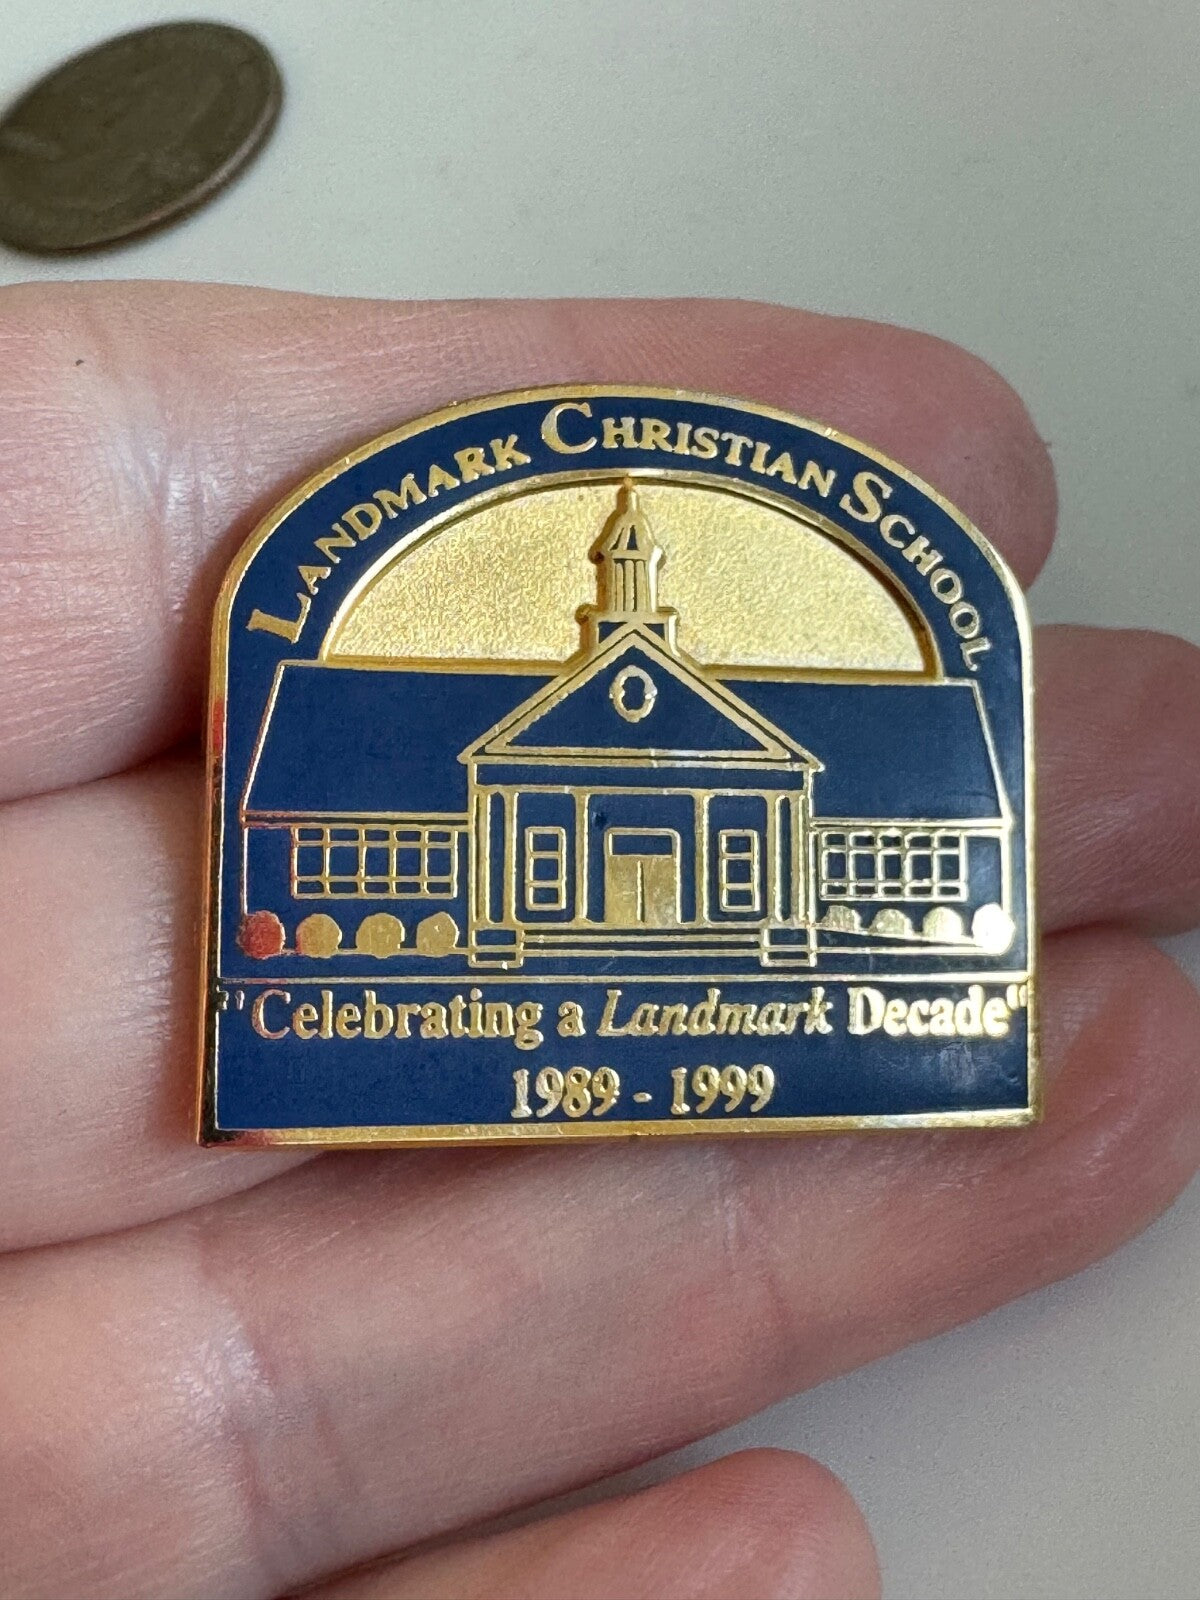 LANDMARK CHRISTIAN SCHOOL
"Celebrating a Landmark Decade"
1989 - 1999